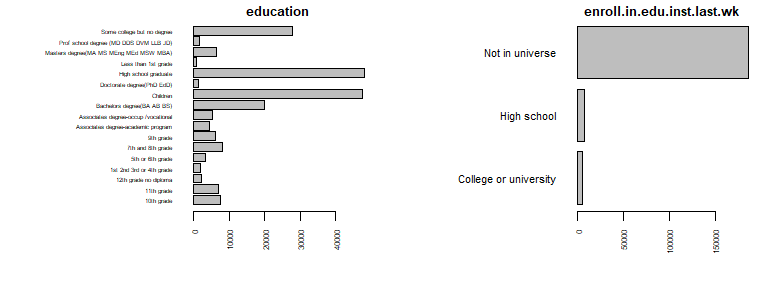 education
Some college but no degree
Prof school degree (MD DDS DVM LLB JD)
Masters degree(MA MS MEng MEd MSW MBA)
Less than 1st grade
High school graduate
Doctorate degree(PhD EdD)
Children
Bachelors degree(BA AB BS)
Associates degree-occup /vocational
Associates degree-academic program
9th grade
7th and 8th grade
5th or 6th grade
1st 2nd 3rd or 4th grade
12th grade no diploma
11th grade
10th grade
0
10000
20000
30000
40000
enroll.in.edu.inst.last.wk
Not in universe
High school
College or university
0
50000
100000
150000